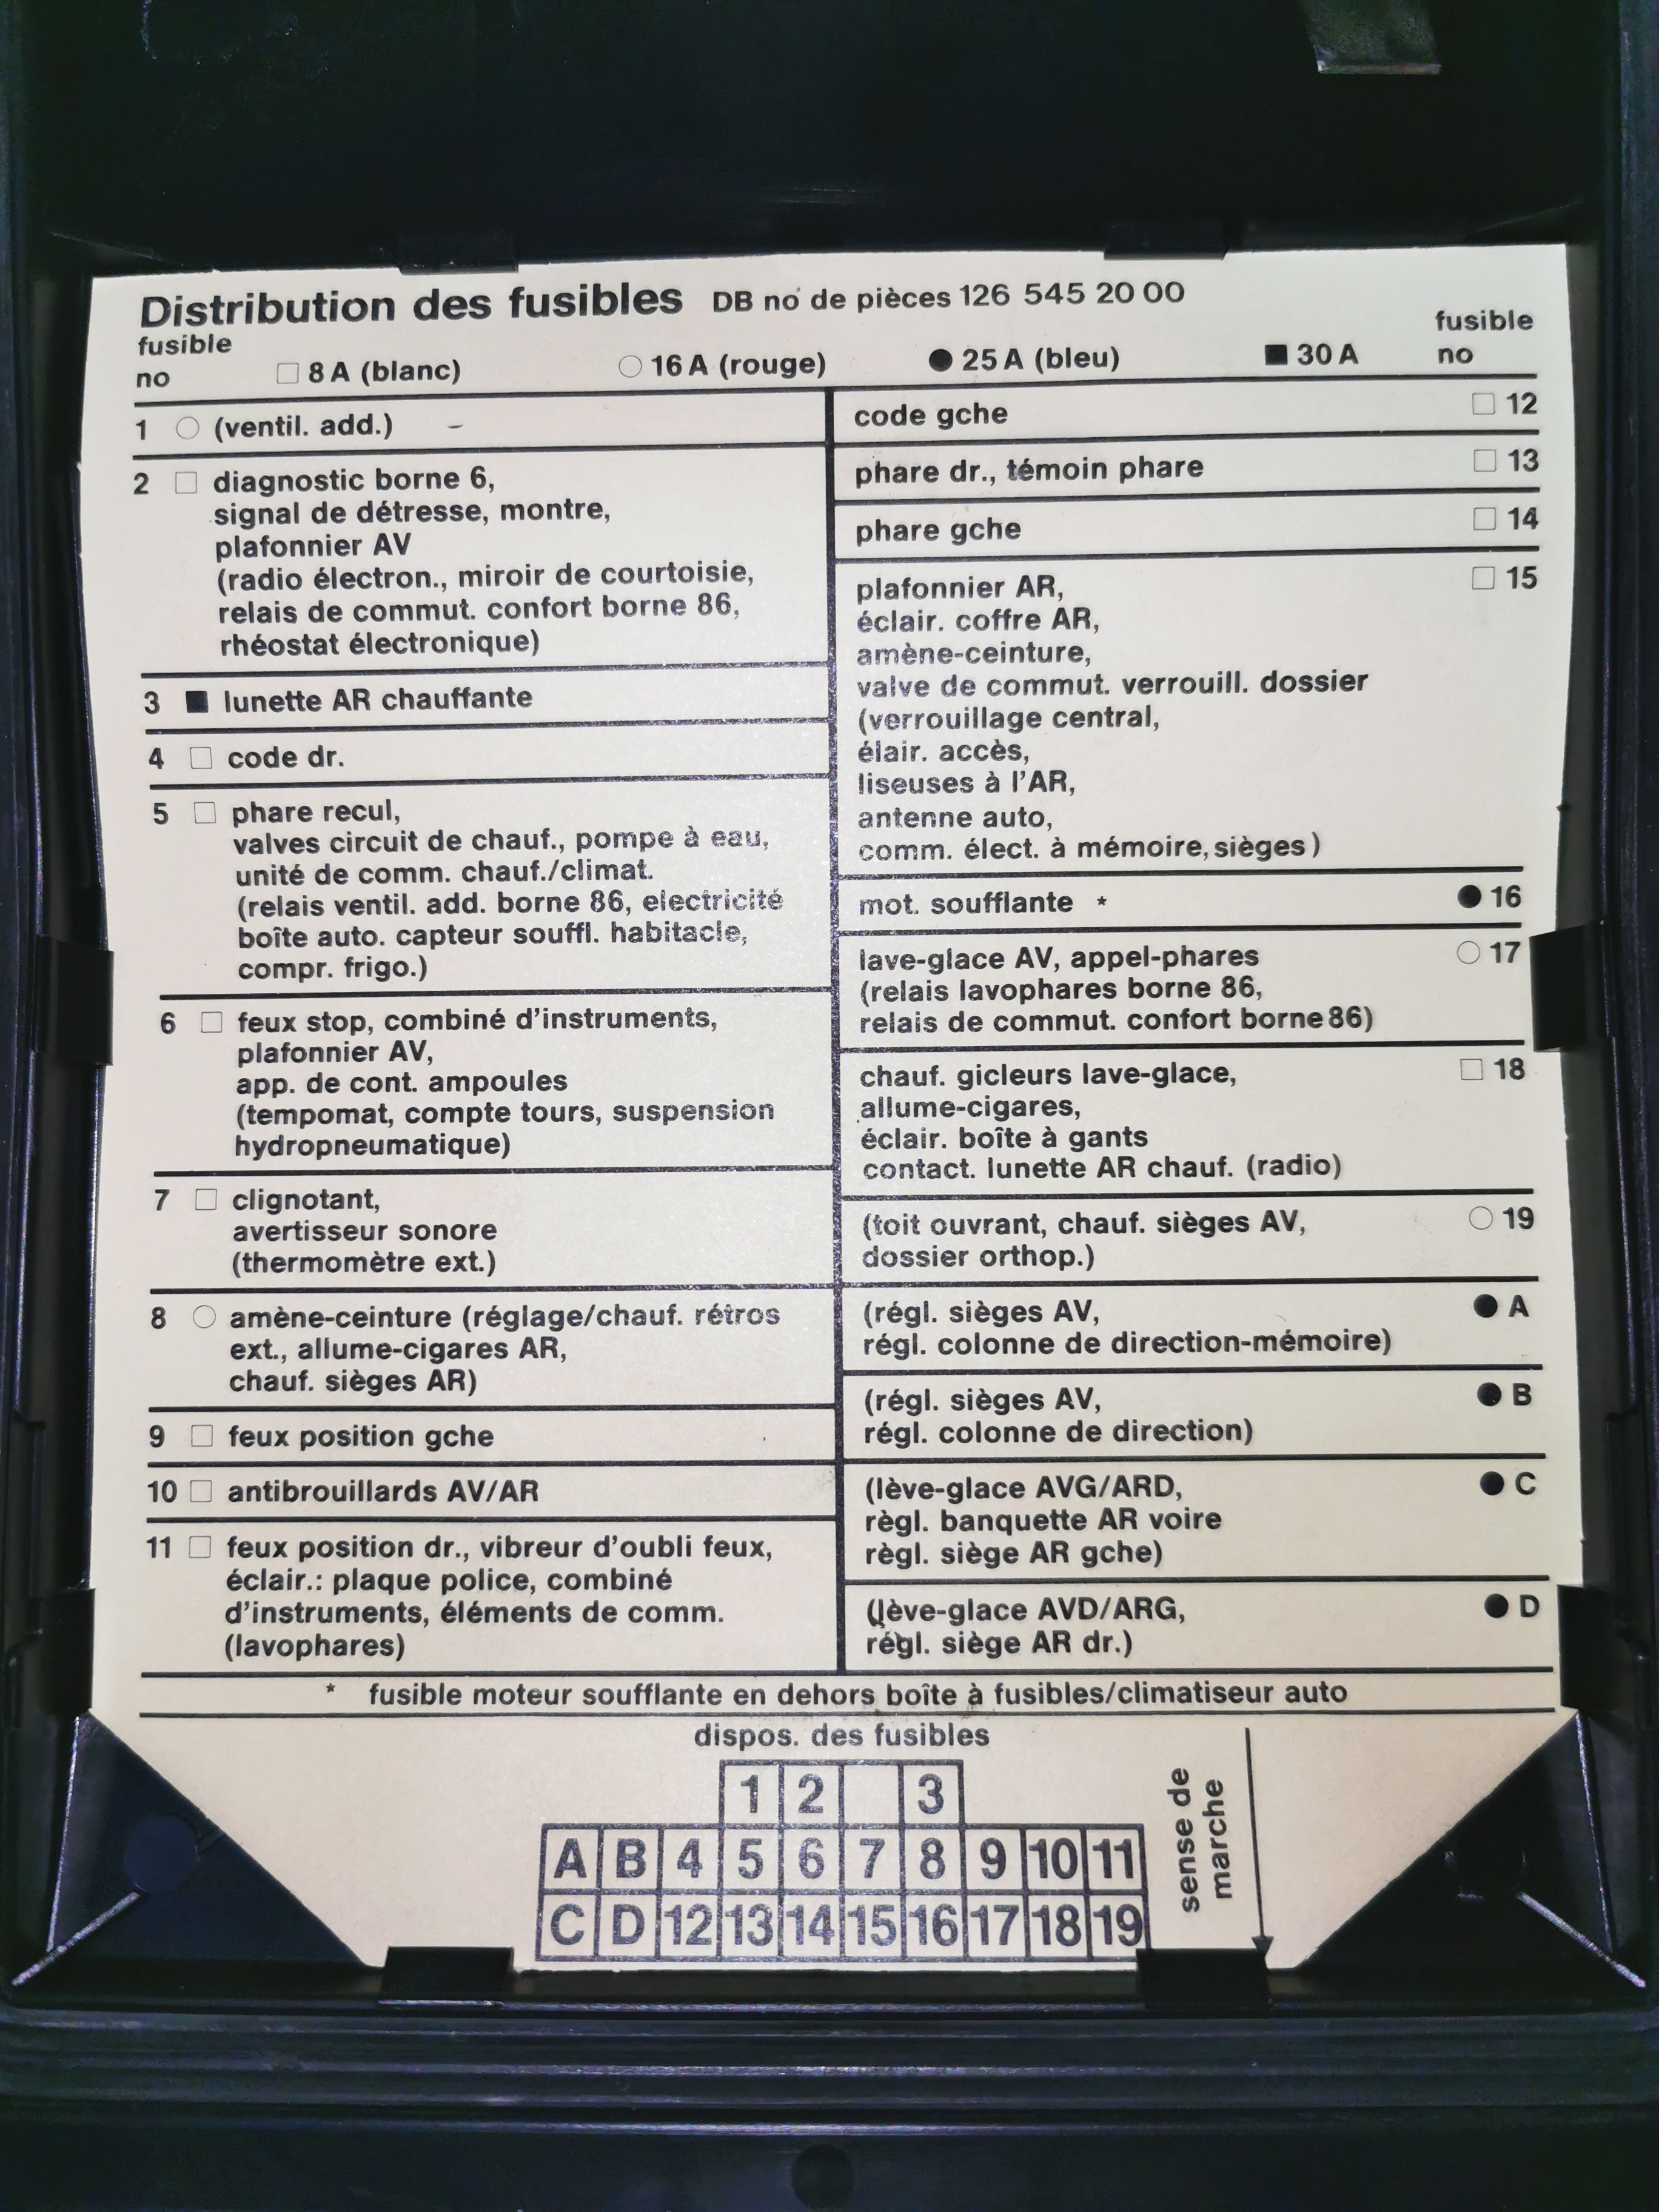 Distribution des fusibles DB no de pièces 126 545 20 00
fusible no
□ 8 A (blanc) ○ 16 A (rouge) ● 25 A (bleu) ■ 30 A
fusible no
1 ○ (ventil. add.)
2 □ diagnostic borne 6,
signal de détresse, montre,
plafonnier AV
(radio électron., miroir de courtoisie,
relais de commut. confort borne 86,
rhéostat électronique)
3 ■ lunette AR chauffante
4 □ code dr.
5 □ phare recul,
valves circuit de chauf., pompe à eau,
unité de comm. chauf./climat.
(relais ventil. add. borne 86, electricité
boîte auto. capteur souffl. habitacle,
compr. frigo.)
6 □ feux stop, combiné d'instruments,
plafonnier AV,
app. de cont. ampoules
(tempomat, compte tours, suspension
hydropneumatique)
7 □ clignotant,
avertisseur sonore
(thermomètre ext.)
8 ○ amène-ceinture (réglage/chauf. rétros
ext., allume-cigares AR,
chauf. sièges AR)
9 □ feux position gche
10 □ antibrouillards AV/AR
11 □ feux position dr., vibreur d'oubli feux,
éclair.: plaque police, combiné
d'instruments, éléments de comm.
(lavophares)
code gche □ 12
phare dr., témoin phare □ 13
phare gche □ 14
plafonnier AR, □ 15
éclair. coffre AR,
amène-ceinture,
valve de commut. verrouill. dossier
(verrouillage central,
élair. accès,
liseuses à l'AR,
antenne auto,
comm. élect. à mémoire, sièges)
mot. soufflante * ● 16
lave-glace AV, appel-phares ○ 17
(relais lavophares borne 86,
relais de commut. confort borne 86)
chauf. gicleurs lave-glace, □ 18
allume-cigares,
éclair. boîte à gants
contact. lunette AR chauf. (radio)
(toit ouvrant, chauf. sièges AV, ○ 19
dossier orthop.)
(régl. sièges AV, ● A
régl. colonne de direction-mémoire)
(régl. sièges AV, ● B
régl. colonne de direction)
(lève-glace AVG/ARD, ● C
règl. banquette AR voire
règl. siège AR gche)
(lève-glace AVD/ARG, ● D
régl. siège AR dr.)
* fusible moteur soufflante en dehors boîte à fusibles/climatiseur auto
dispos. des fusibles
1 2 3
A B 4 5 6 7 8 9 10 11
C D 12 13 14 15 16 17 18 19
sense de
marche